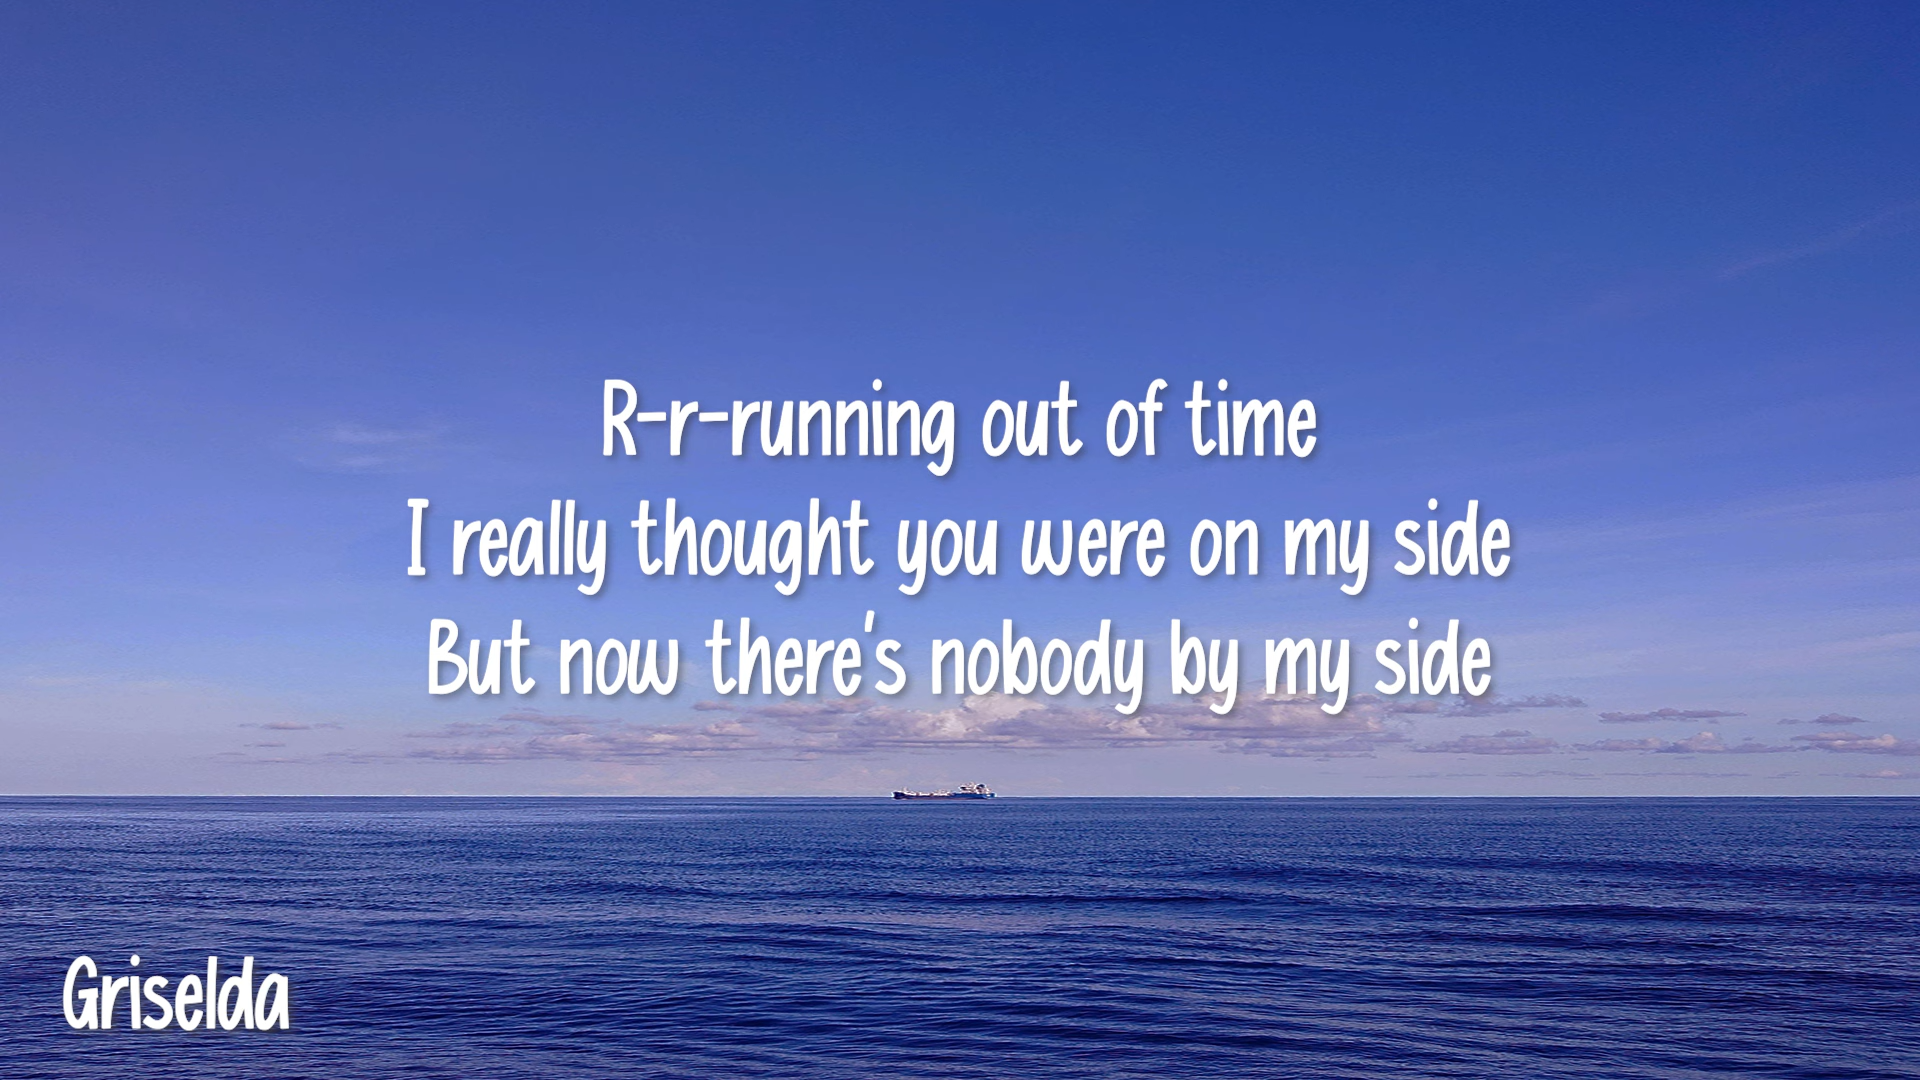 R-r-running out of time
I really thought you were on my side
But now there's nobody by my side
Griselda